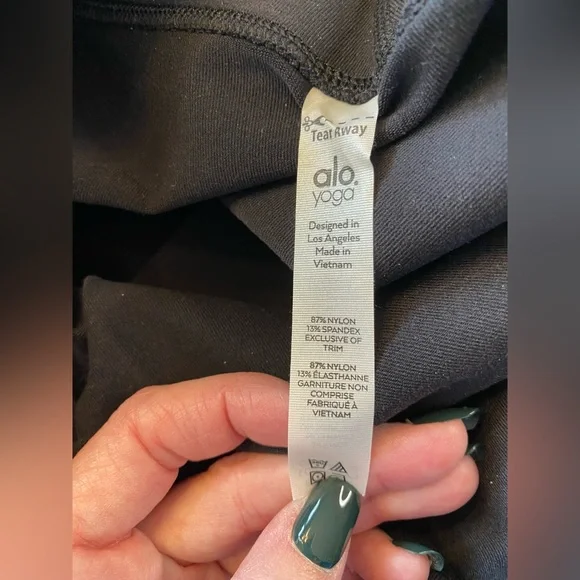 Tear Away
alo.
yoga
Designed in
Los Angeles
Made in
Vietnam
87% NYLON
13% SPANDEX
EXCLUSIVE OF
TRIM
87% NYLON
13% ÉLASTHANNE
GARNITURE NON
COMPRISE
FABRIQUÉ À
VIETNAM